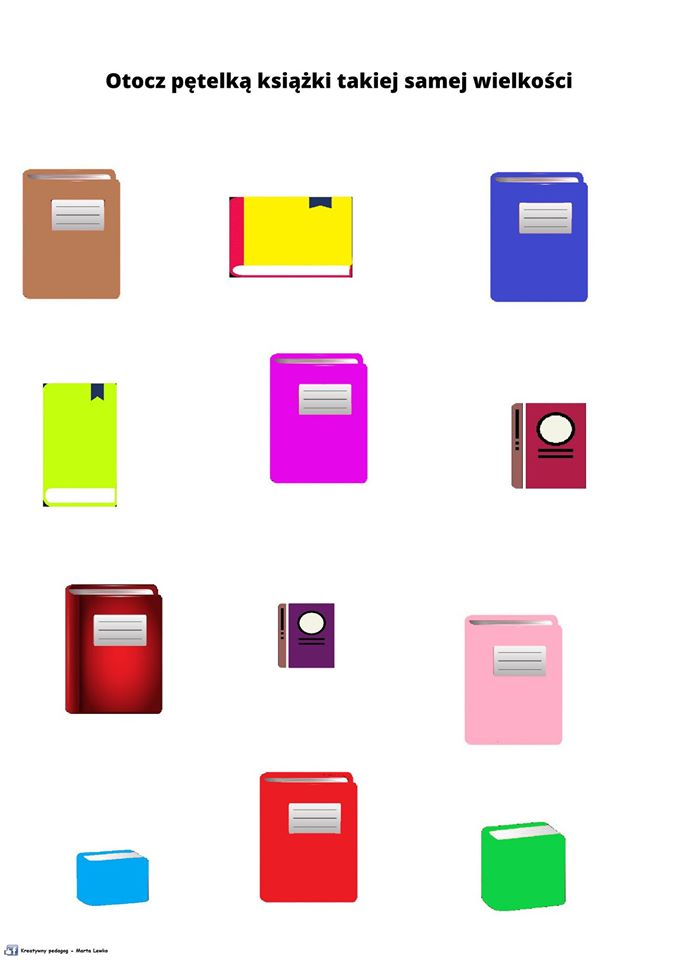 Otocz pętelką książki takiej samej wielkości
Kreatywny pedagog - Marta Lewko